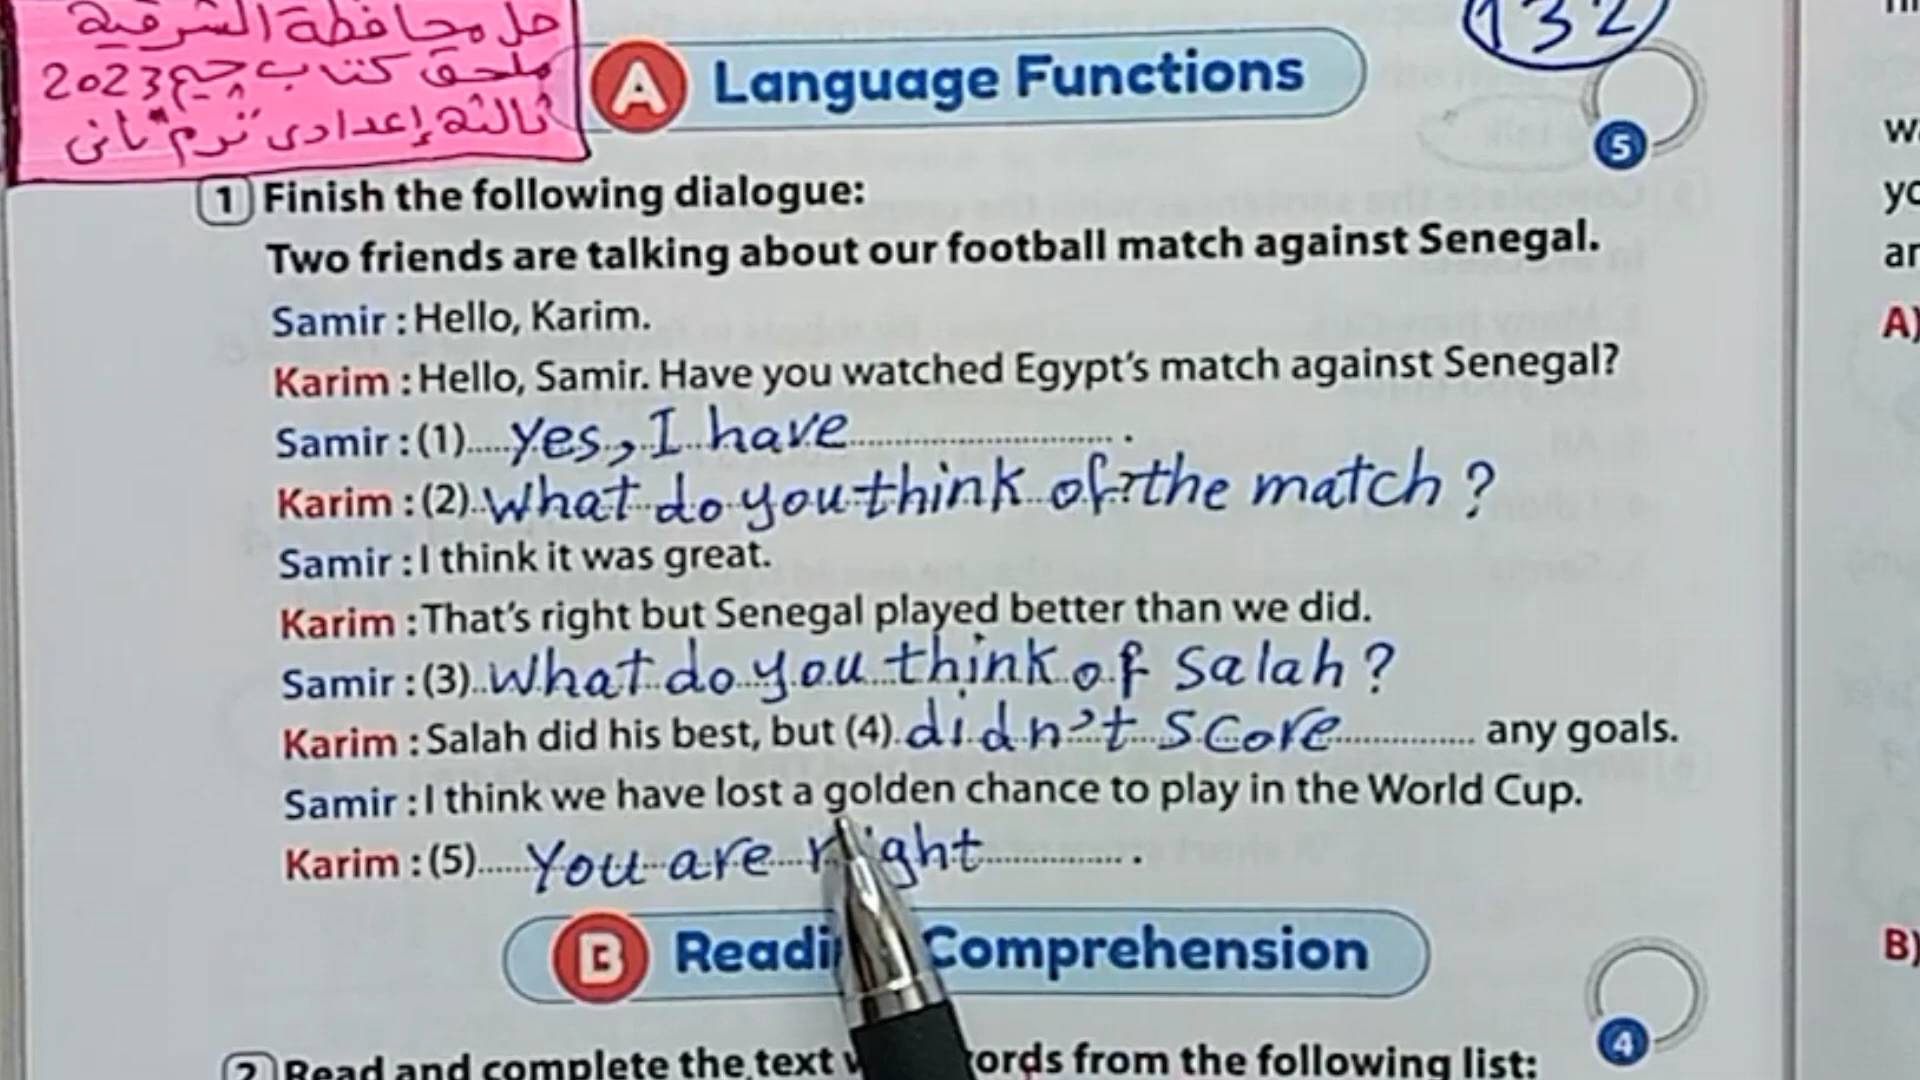 حل محافظة الشرقية
ملحق كتاب جيم 2023
ثالثة إعدادى "ترم" ثانى
132
A Language Functions
5
1 Finish the following dialogue:
Two friends are talking about our football match against Senegal.
Samir : Hello, Karim.
Karim : Hello, Samir. Have you watched Egypt's match against Senegal?
Samir : (1) Yes, I have .
Karim : (2) What do you think of ? the match ?
Samir : I think it was great.
Karim : That's right but Senegal played better than we did.
Samir : (3) What do you think of Salah ?
Karim : Salah did his best, but (4) didn't score any goals.
Samir : I think we have lost a golden chance to play in the World Cup.
Karim : (5) You are right .
B Comprehension
4
2 Read and complete the text from the following list:
A)
B)